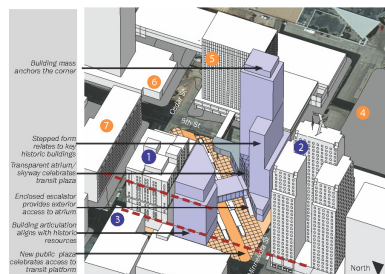 Building mass
anchors the corner
Stepped form
relates to key
historic buildings
Transparent atrium/
skyway celebrates
transit plaza
Enclosed escalator
provides exterior
access to atrium
Building articulation
aligns with historic
resources
New public plaza
celebrates access to
transit platform
5
6
4
7
Cedar St
5th St
1
2
3
North